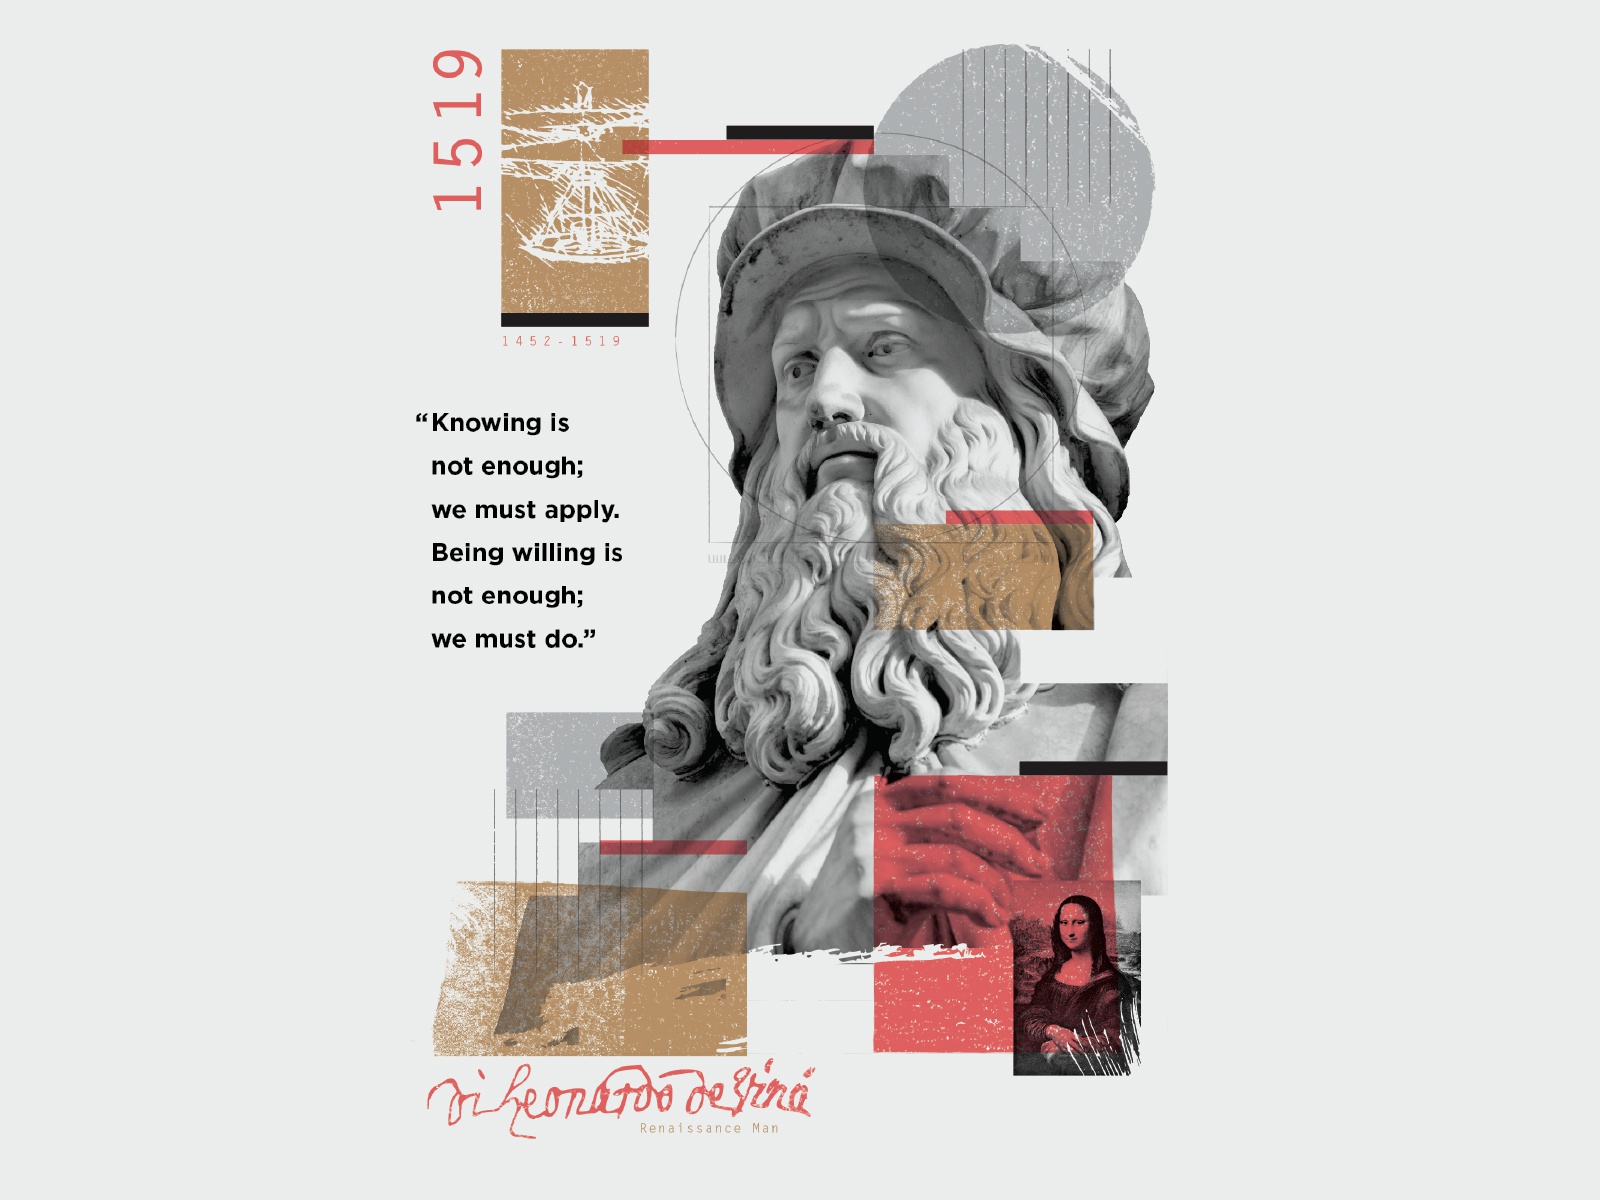 1519
1452-1519
“Knowing is
not enough;
we must apply.
Being willing is
not enough;
we must do.”
Leonardo
Renaissance Man